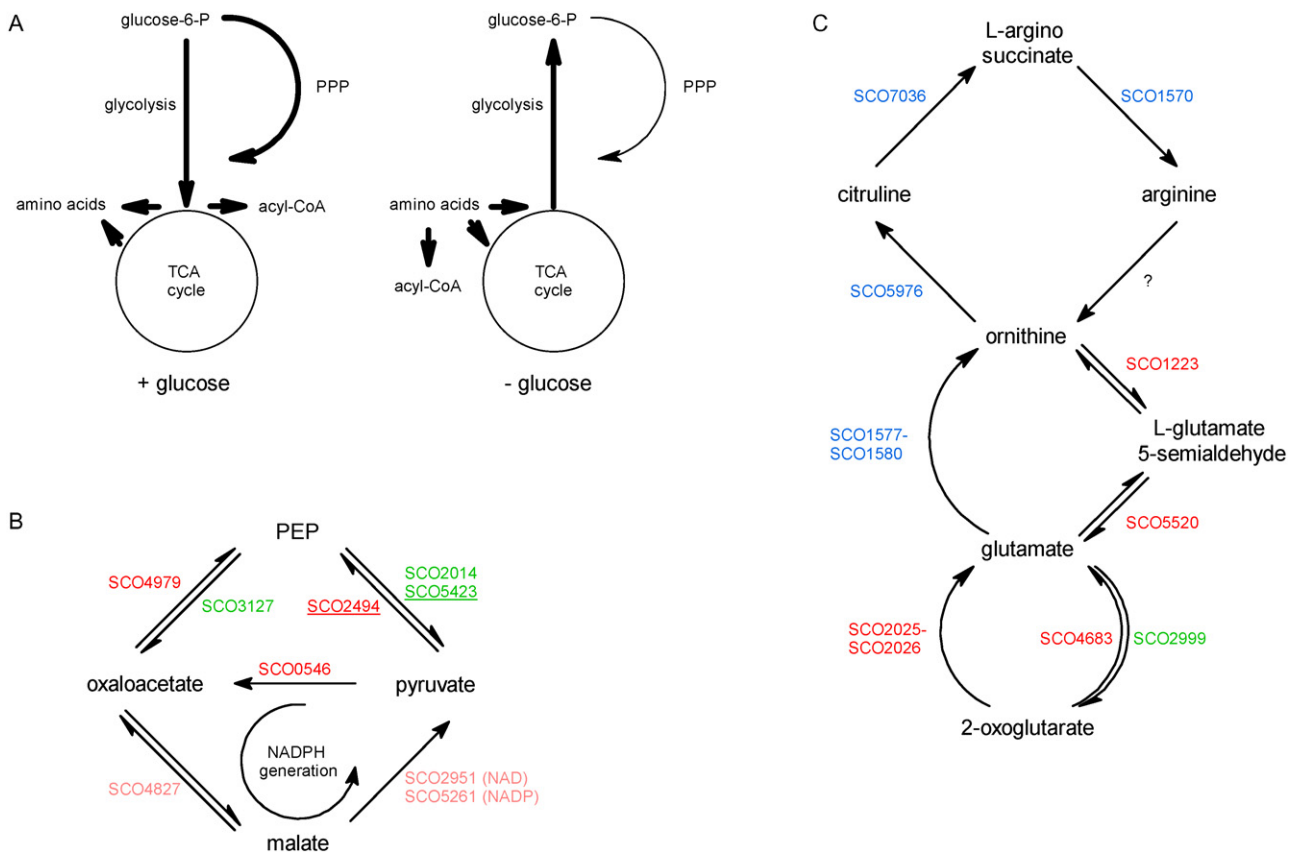 A
glucose-6-P
PPP
glycolysis
amino acids
acyl-CoA
TCA
cycle
+ glucose
glucose-6-P
PPP
glycolysis
amino acids
acyl-CoA
TCA
cycle
- glucose
B
PEP
SCO4979
SCO3127
SCO2014
SCO5423
SCO2494
SCO0546
oxaloacetate
pyruvate
NADPH
generation
SCO4827
SCO2951 (NAD)
SCO5261 (NADP)
malate
C
L-argino
succinate
SCO7036
SCO1570
citruline
arginine
SCO5976
?
ornithine
SCO1223
SCO1577-
SCO1580
L-glutamate
5-semialdehyde
SCO5520
glutamate
SCO2025-
SCO2026
SCO4683
SCO2999
2-oxoglutarate